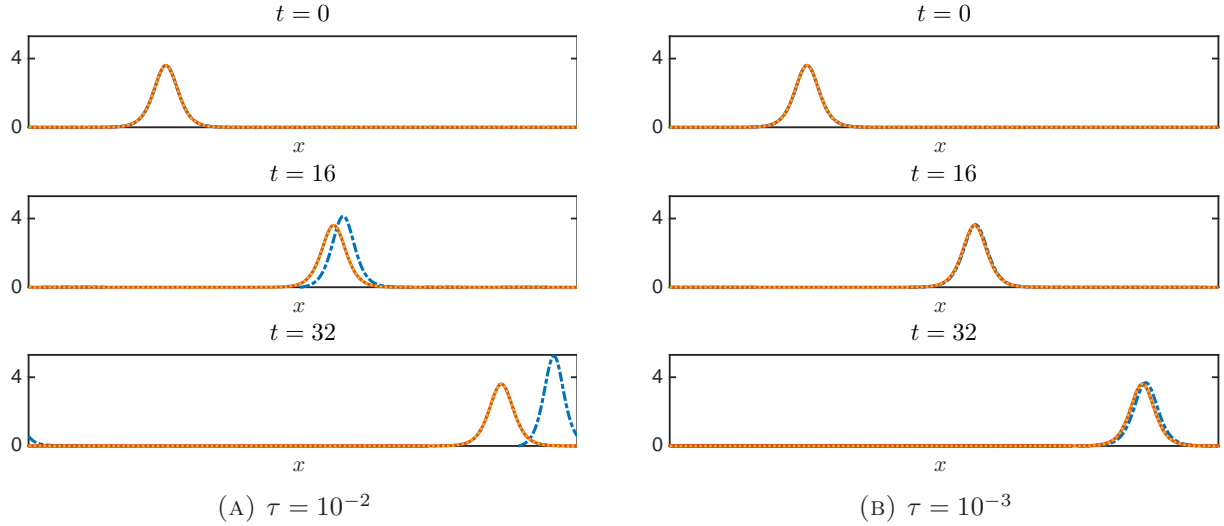 t = 0
4
0
x
t = 16
4
0
x
t = 32
4
0
x
(A) τ = 10⁻²
t = 0
4
0
x
t = 16
4
0
x
t = 32
4
0
x
(B) τ = 10⁻³